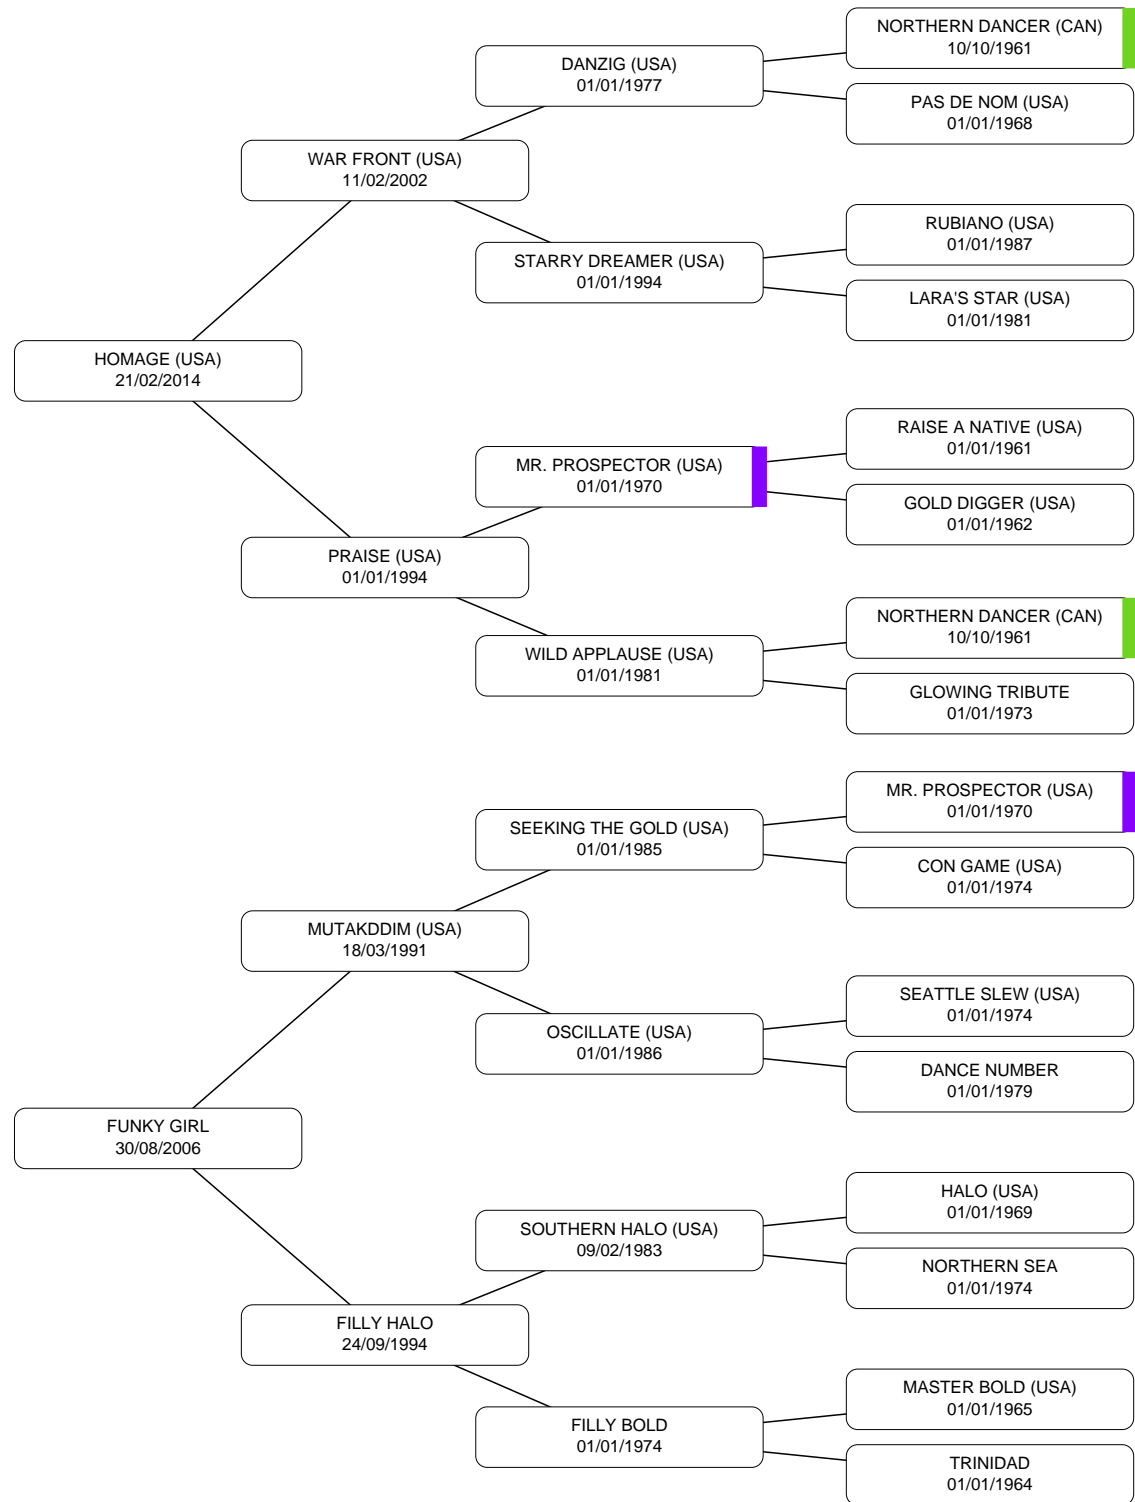 NORTHERN DANCER (CAN)
10/10/1961
DANZIG (USA)
01/01/1977
PAS DE NOM (USA)
01/01/1968
WAR FRONT (USA)
11/02/2002
RUBIANO (USA)
01/01/1987
STARRY DREAMER (USA)
01/01/1994
LARA'S STAR (USA)
01/01/1981
HOMAGE (USA)
21/02/2014
RAISE A NATIVE (USA)
01/01/1961
MR. PROSPECTOR (USA)
01/01/1970
GOLD DIGGER (USA)
01/01/1962
PRAISE (USA)
01/01/1994
NORTHERN DANCER (CAN)
10/10/1961
WILD APPLAUSE (USA)
01/01/1981
GLOWING TRIBUTE
01/01/1973
MR. PROSPECTOR (USA)
01/01/1970
SEEKING THE GOLD (USA)
01/01/1985
CON GAME (USA)
01/01/1974
MUTAKDDIM (USA)
18/03/1991
SEATTLE SLEW (USA)
01/01/1974
OSCILLATE (USA)
01/01/1986
DANCE NUMBER
01/01/1979
FUNKY GIRL
30/08/2006
HALO (USA)
01/01/1969
SOUTHERN HALO (USA)
09/02/1983
NORTHERN SEA
01/01/1974
FILLY HALO
24/09/1994
MASTER BOLD (USA)
01/01/1965
FILLY BOLD
01/01/1974
TRINIDAD
01/01/1964